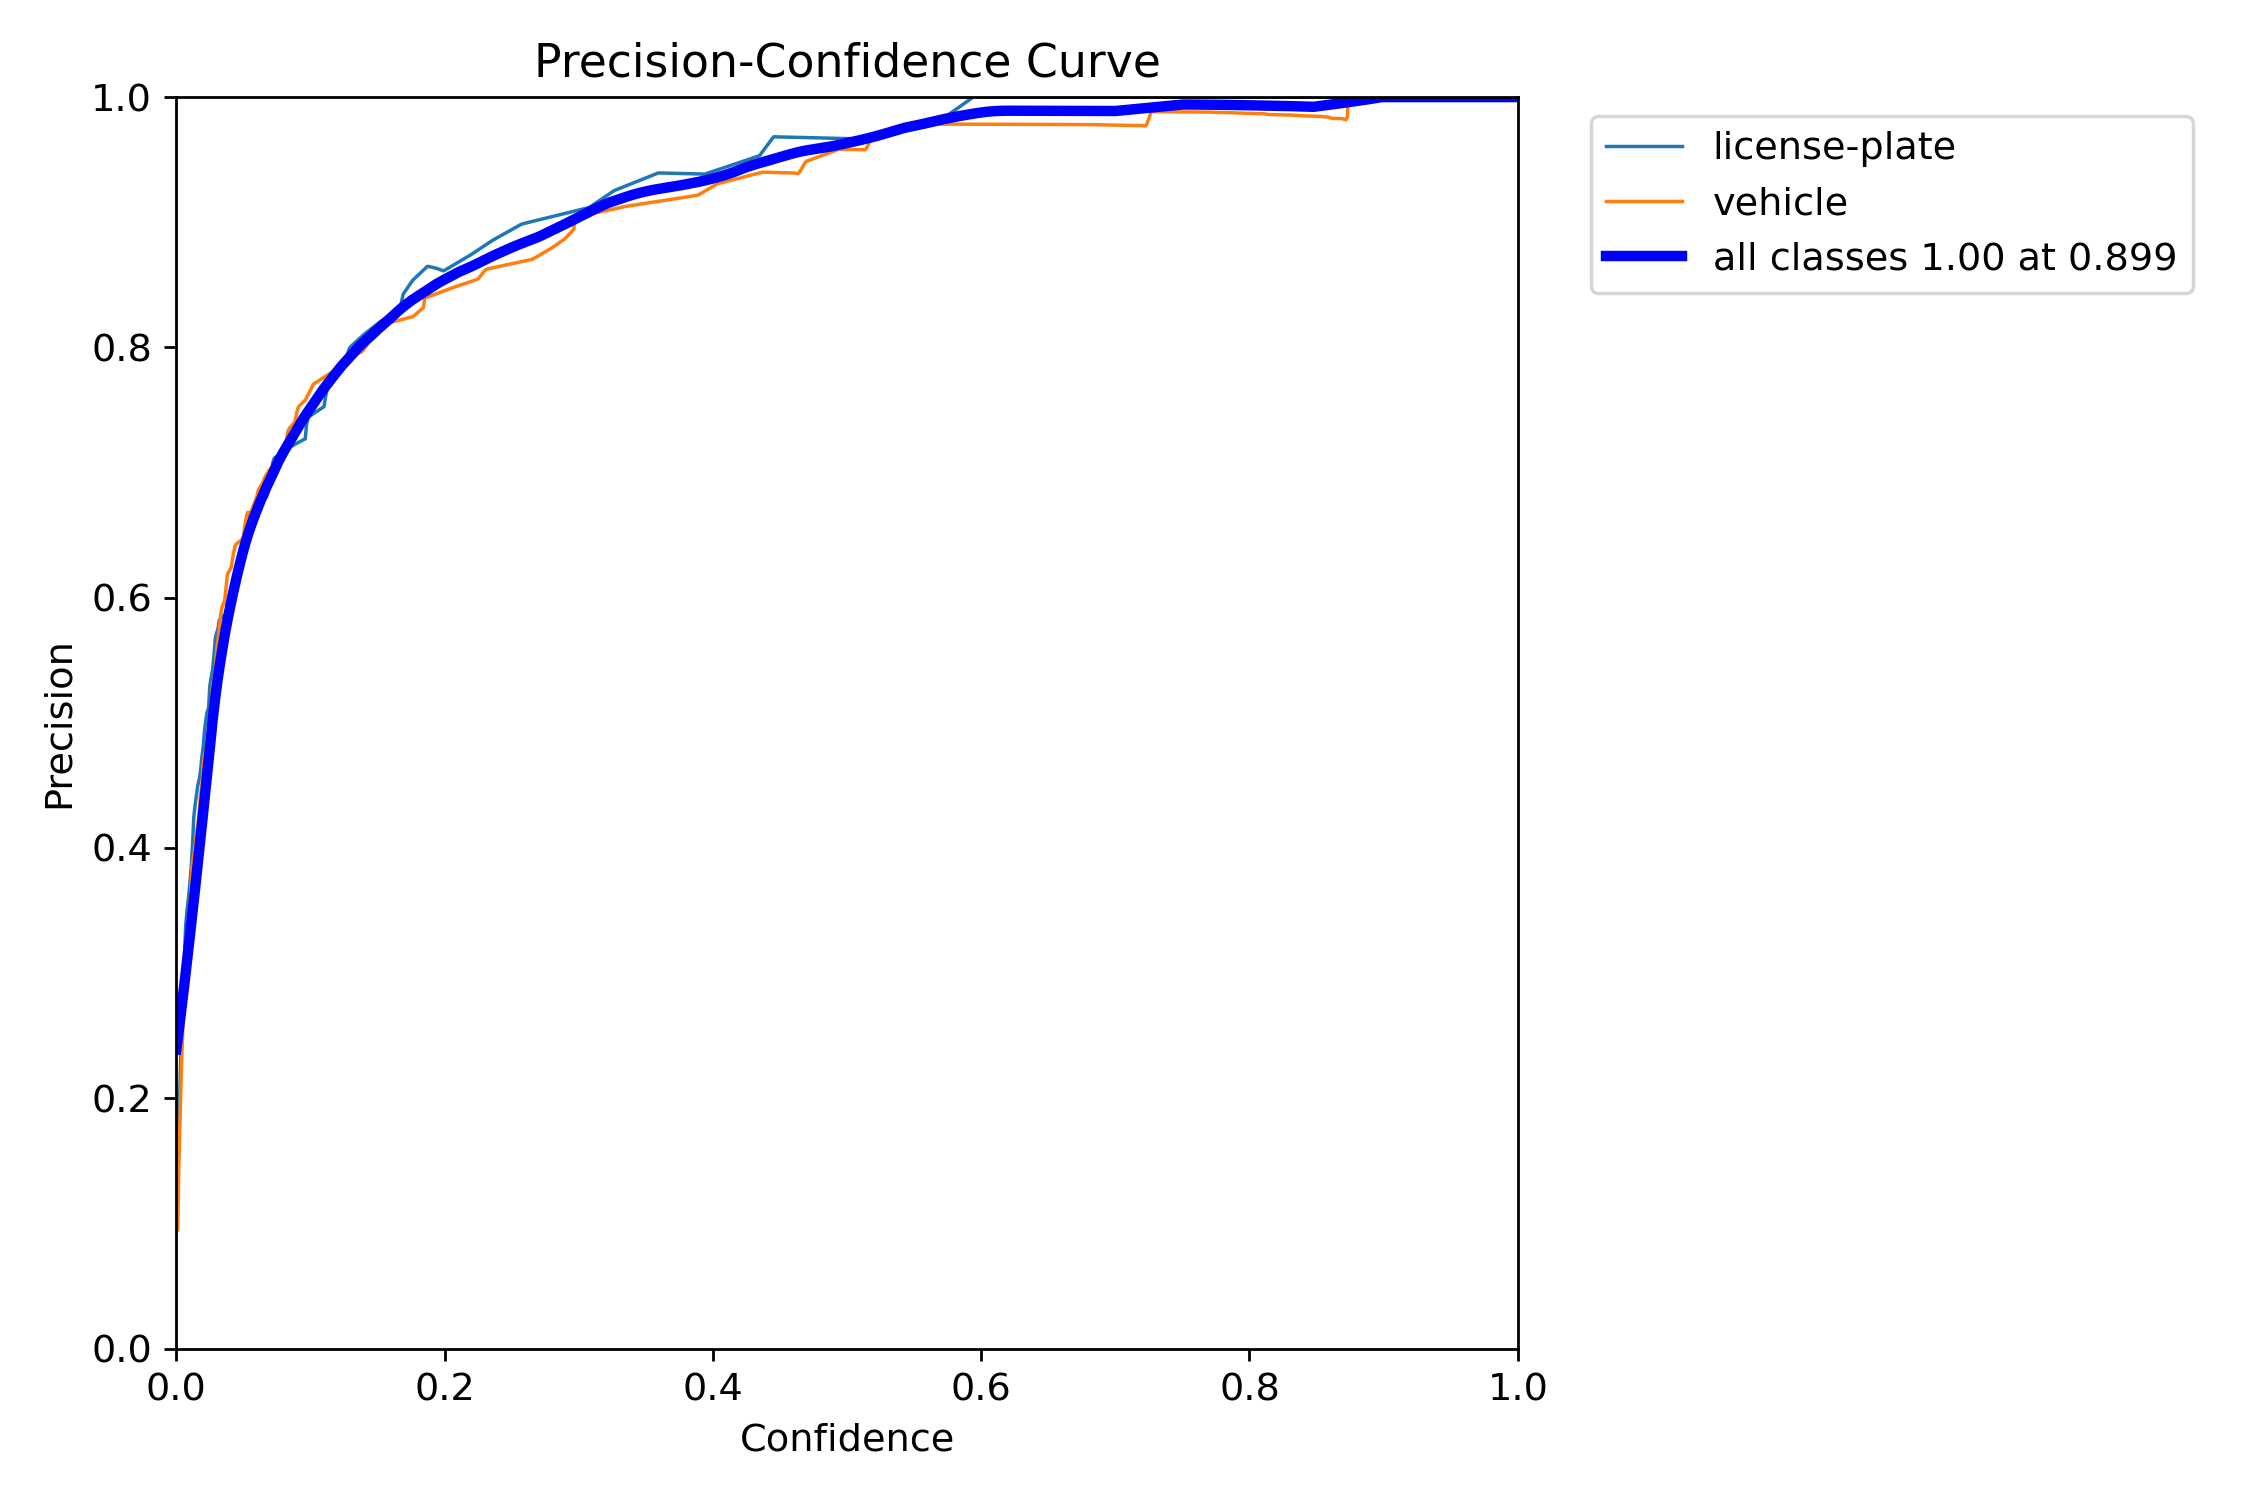 Precision-Confidence Curve
1.0
0.8
0.6
0.4
0.2
0.0
Precision
0.0 0.2 0.4 0.6 0.8 1.0
Confidence
license-plate
vehicle
all classes 1.00 at 0.899